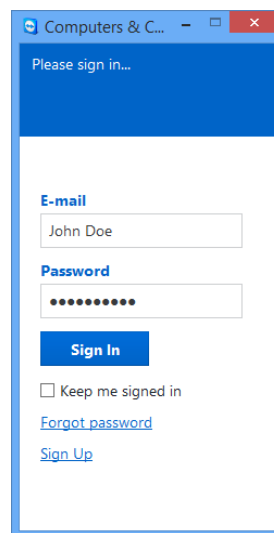 Computers & C...
Please sign in...
E-mail
John Doe
Password
●●●●●●●●●●
Sign In
Keep me signed in
Forgot password
Sign Up